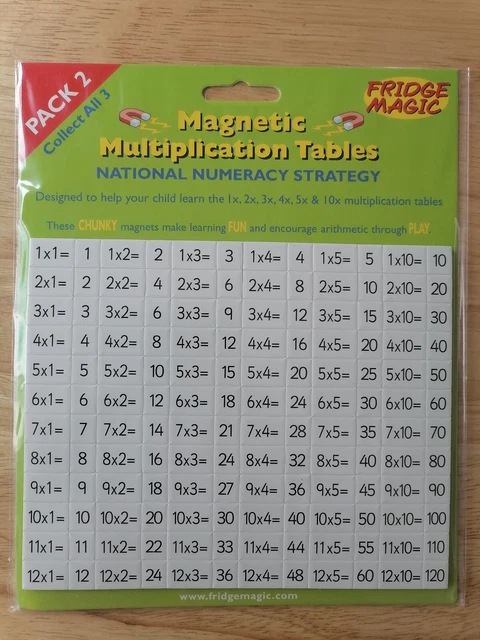 PACK 2
Collect All 3
FRIDGE
MAGIC
Magnetic
Multiplication Tables
NATIONAL NUMERACY STRATEGY
Designed to help your child learn the 1x, 2x, 3x, 4x, 5x & 10x multiplication tables
These CHUNKY magnets make learning FUN and encourage arithmetic through PLAY
1x1= 1 1x2= 2 1x3= 3 1x4= 4 1x5= 5 1x10= 10
2x1= 2 2x2= 4 2x3= 6 2x4= 8 2x5= 10 2x10= 20
3x1= 3 3x2= 6 3x3= 9 3x4= 12 3x5= 15 3x10= 30
4x1= 4 4x2= 8 4x3= 12 4x4= 16 4x5= 20 4x10= 40
5x1= 5 5x2= 10 5x3= 15 5x4= 20 5x5= 25 5x10= 50
6x1= 6 6x2= 12 6x3= 18 6x4= 24 6x5= 30 6x10= 60
7x1= 7 7x2= 14 7x3= 21 7x4= 28 7x5= 35 7x10= 70
8x1= 8 8x2= 16 8x3= 24 8x4= 32 8x5= 40 8x10= 80
9x1= 9 9x2= 18 9x3= 27 9x4= 36 9x5= 45 9x10= 90
10x1= 10 10x2= 20 10x3= 30 10x4= 40 10x5= 50 10x10= 100
11x1= 11 11x2= 22 11x3= 33 11x4= 44 11x5= 55 11x10= 110
12x1= 12 12x2= 24 12x3= 36 12x4= 48 12x5= 60 12x10= 120
www.fridgemagic.com